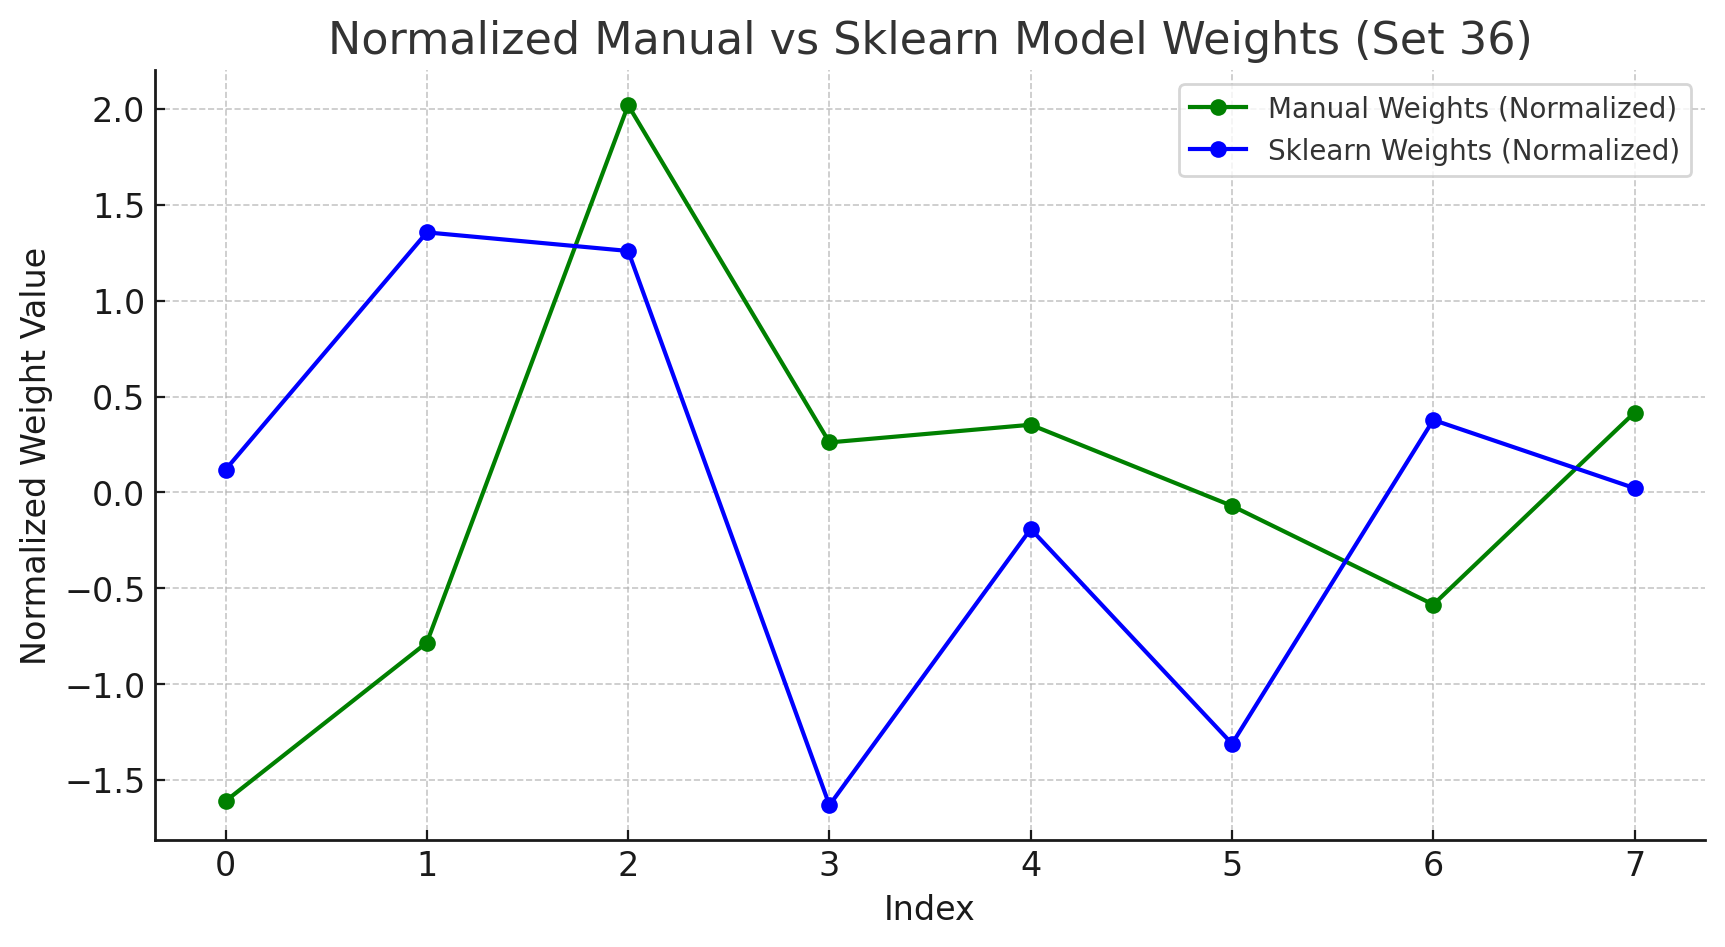 Normalized Manual vs Sklearn Model Weights (Set 36)
Manual Weights (Normalized)
Sklearn Weights (Normalized)
Normalized Weight Value
2.0
1.5
1.0
0.5
0.0
−0.5
−1.0
−1.5
0 1 2 3 4 5 6 7
Index